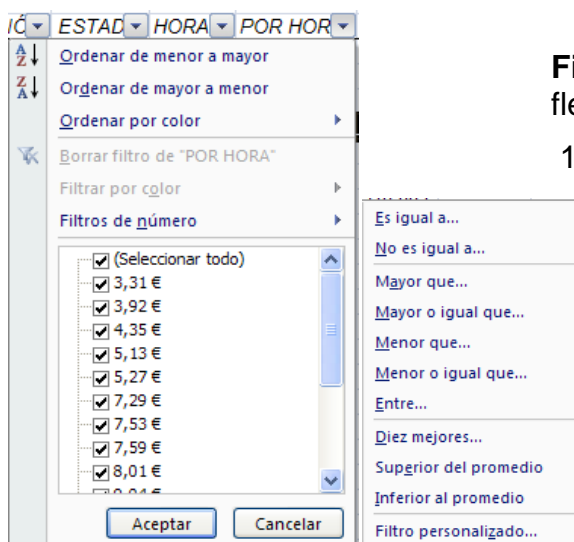 IÓ ESTAD HORA POR HOR
Ordenar de menor a mayor
Ordenar de mayor a menor
Ordenar por color
Borrar filtro de "POR HORA"
Filtrar por color
Filtros de número
(Seleccionar todo)
3,31 €
3,92 €
4,35 €
5,13 €
5,27 €
7,29 €
7,53 €
7,59 €
8,01 €
Aceptar Cancelar
Fi
fle
1
Es igual a...
No es igual a...
Mayor que...
Mayor o igual que...
Menor que...
Menor o igual que...
Entre...
Diez mejores...
Superior del promedio
Inferior al promedio
Filtro personalizado...